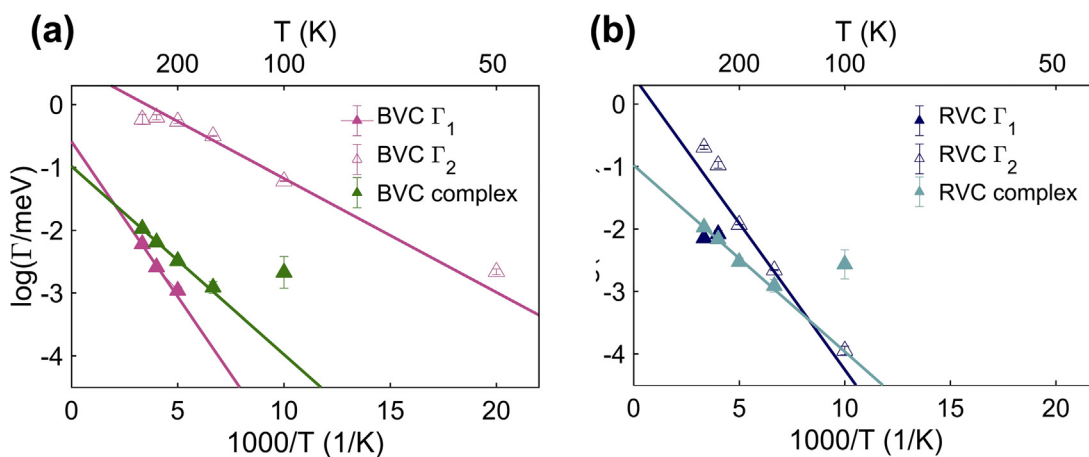 (a)
T (K)
200 100 50
0
-1
-2
-3
-4
log(Γ/meV)
BVC Γ1
BVC Γ2
BVC complex
0 5 10 15 20
1000/T (1/K)
(b)
T (K)
200 100 50
0
-1
-2
-3
-4
RVC Γ1
RVC Γ2
RVC complex
0 5 10 15 20
1000/T (1/K)